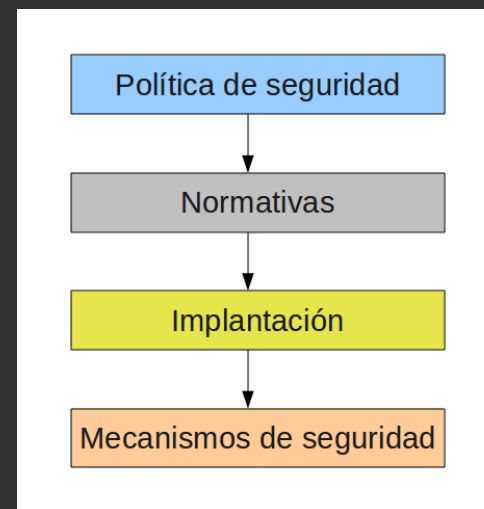 Política de seguridad
Normativas
Implantación
Mecanismos de seguridad